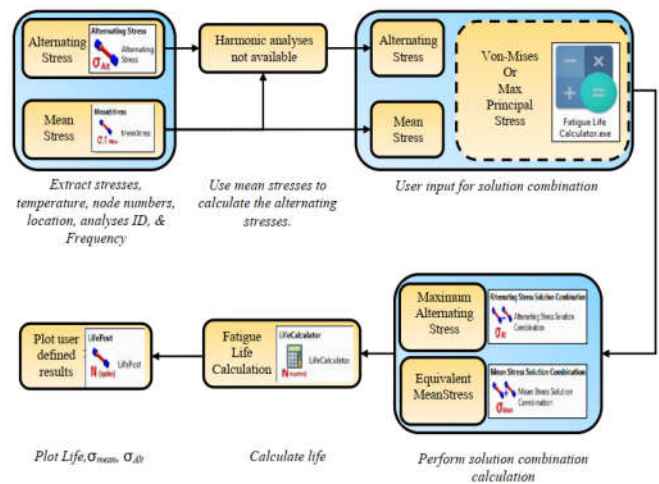 Alternating
Stress
Alternating Stress
Alternating
Stress
σAlt
Mean
Stress
MeanStress
MeanStress
Harmonic analyses
not available
Alternating
Stress
Mean
Stress
Von-Mises
Or
Max
Principal
Stress
Fatigue Life
Calculator.exe
Extract stresses,
temperature, node numbers,
location, analyses ID, &
Frequency
Use mean stresses to
calculate the alternating
stresses.
User input for solution combination
Plot user
defined
results
LifePost
LifePost
N (cycles)
Fatigue
Life
Calculation
LifeCalculator
LifeCalculator
N (cycles)
Maximum
Alternating
Stress
Alternating Stress Solution Combination
Alternating Stress Solution
Combination
σAlt
Equivalent
MeanStress
Mean Stress Solution Combination
Mean Stress Solution
Combination
σMean
Plot Life,σmean, σAlt
Calculate life
Perform solution combination
calculation